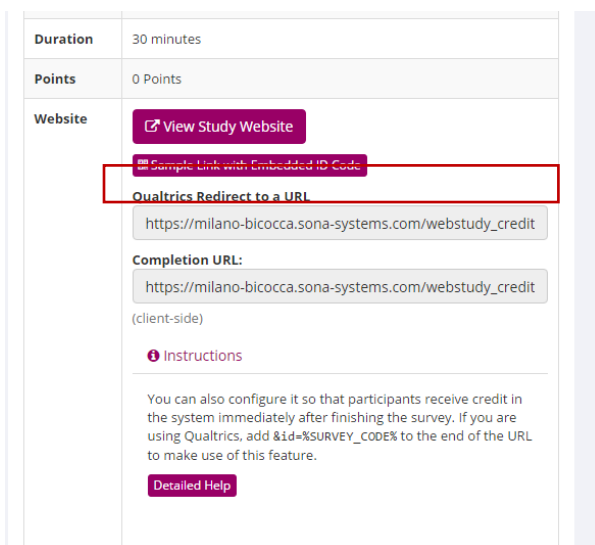 Duration 30 minutes
Points 0 Points
Website View Study Website
Sample Link with Embedded ID Code
Qualtrics Redirect to a URL
https://milano-bicocca.sona-systems.com/webstudy_credit
Completion URL:
https://milano-bicocca.sona-systems.com/webstudy_credit
(client-side)
Instructions
You can also configure it so that participants receive credit in
the system immediately after finishing the survey. If you are
using Qualtrics, add &id=%SURVEY_CODE% to the end of the URL
to make use of this feature.
Detailed Help